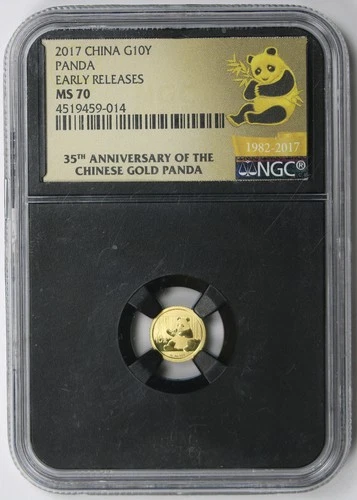 2017 CHINA G10Y
PANDA
EARLY RELEASES
MS 70
4519459-014
35TH ANNIVERSARY OF THE
CHINESE GOLD PANDA
1982-2017
NGC®